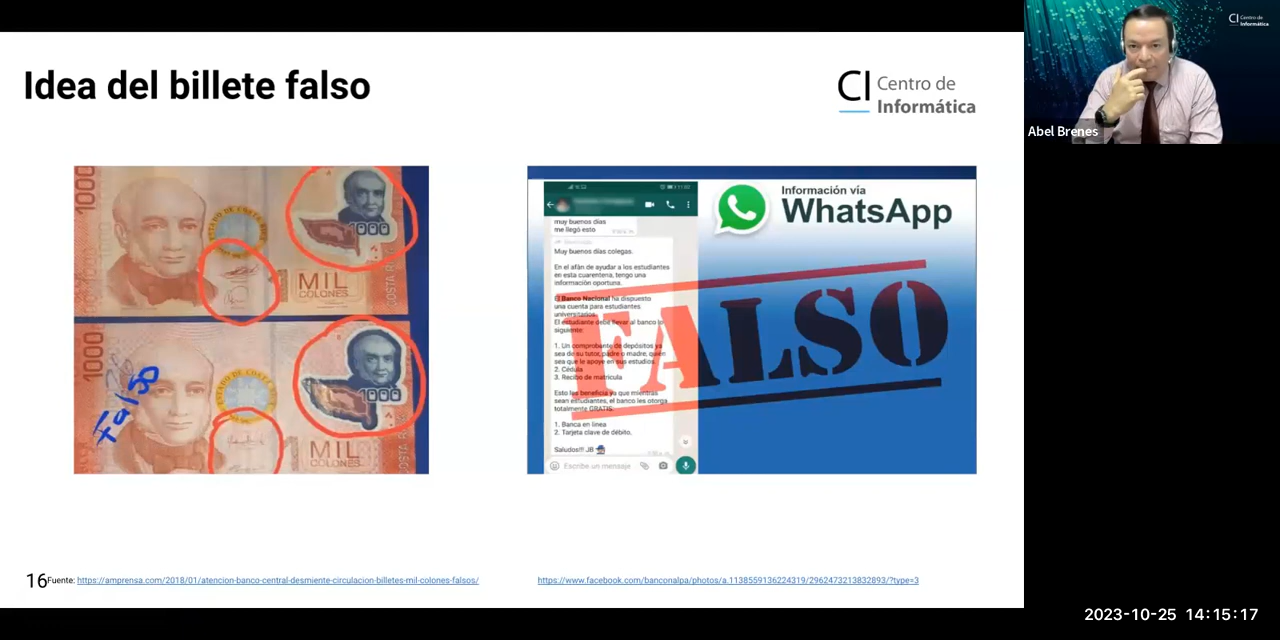 Idea del billete falso
CI Centro de
Informática
1000
1000
MIL
COLONES
COSTA RICA
1000
Falso
1000
MIL
COLONES
Información vía
WhatsApp
muy buenos días
me llegó esto
Muy buenos días colegas.
En el afán de ayudar a los estudiantes
en esta cuarentena, tengo una
información oportuna.
El Banco Nacional ha dispuesto
una cuenta para estudiantes
universitarios.
El estudiante debe llevar al banco lo
siguiente:
1. Un comprobante de depósitos ya
sea de su tutor, padre o madre, quien
sea que le apoye en sus estudios.
2. Cédula
3. Recibo de matrícula
Esto les beneficia ya que mientras
sean estudiantes, el banco les otorga
totalmente GRATIS:
1. Banca en línea
2. Tarjeta clave de débito.
Saludos!!! JB
Escribe un mensaje
FALSO
16
Fuente: https://amprensa.com/2018/01/atencion-banco-central-desmiente-circulacion-billetes-mil-colones-falsos/
https://www.facebook.com/banconalpa/photos/a.1138559136224319/2962473213832893/?type=3
CI Centro de
Informática
Abel Brenes
2023-10-25 14:15:17